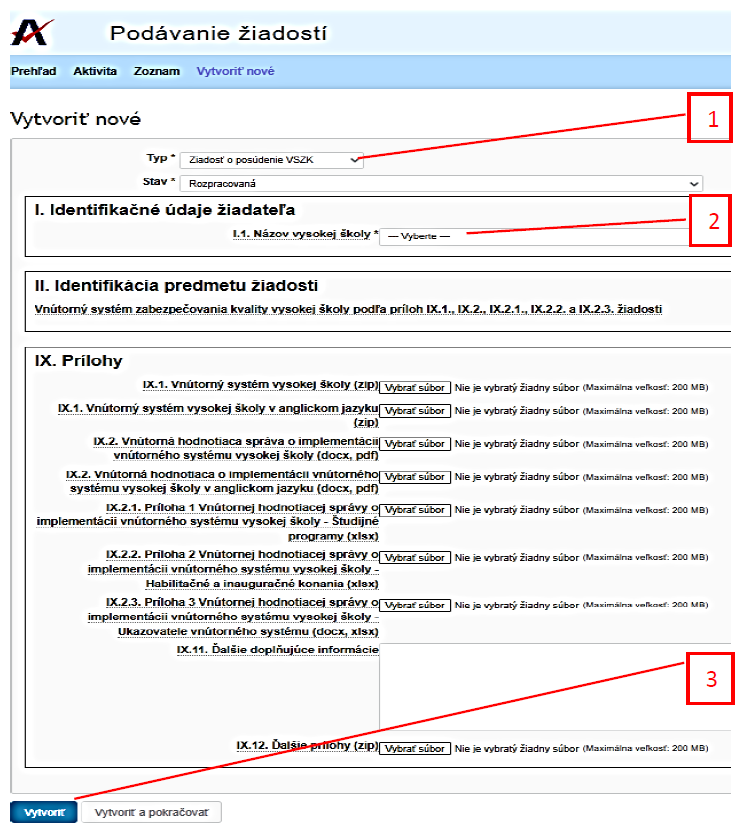 Podávanie žiadostí
Prehľad Aktivita Zoznam Vytvoriť nové
Vytvoriť nové
1
Typ * Ziadosť o posúdenie VSZK
Stav * Rozpracovaná
I. Identifikačné údaje žiadateľa
2
I.1. Názov vysokej školy * --- Vyberte ---
II. Identifikácia predmetu žiadosti
Vnútorný systém zabezpečovania kvality vysokej školy podľa príloh IX.1., IX.2., IX.2.1., IX.2.2. a IX.2.3. žiadosti
IX. Prílohy
IX.1. Vnútorný systém vysokej školy (zip) Vybrať súbor Nie je vybratý žiadny súbor (Maximálna veľkosť: 200 MB)
IX.1. Vnútorný systém vysokej školy v anglickom jazyku Vybrať súbor Nie je vybratý žiadny súbor (Maximálna veľkosť: 200 MB)
(zip)
IX.2. Vnútorná hodnotiaca správa o implementácii Vybrať súbor Nie je vybratý žiadny súbor (Maximálna veľkosť: 200 MB)
vnútorného systému vysokej školy (docx, pdf)
IX.2. Vnútorná hodnotiaca o implementácii vnútorného Vybrať súbor Nie je vybratý žiadny súbor (Maximálna veľkosť: 200 MB)
systému vysokej školy v anglickom jazyku (docx, pdf)
IX.2.1. Príloha 1 Vnútornej hodnotiacej správy o Vybrať súbor Nie je vybratý žiadny súbor (Maximálna veľkosť: 200 MB)
implementácii vnútorného systému vysokej školy - Študijné
programy (xlsx)
IX.2.2. Príloha 2 Vnútornej hodnotiacej správy o Vybrať súbor Nie je vybratý žiadny súbor (Maximálna veľkosť: 200 MB)
implementácii vnútorného systému vysokej školy -
Habilitačné a inauguračné konania (xlsx)
IX.2.3. Príloha 3 Vnútornej hodnotiacej správy o Vybrať súbor Nie je vybratý žiadny súbor (Maximálna veľkosť: 200 MB)
implementácii vnútorného systému vysokej školy -
Ukazovatele vnútorného systému (docx, xlsx)
IX.11. Ďalšie doplňujúce informácie
3
IX.12. Ďalšie prílohy (zip) Vybrať súbor Nie je vybratý žiadny súbor (Maximálna veľkosť: 200 MB)
Vytvoriť Vytvoriť a pokračovať